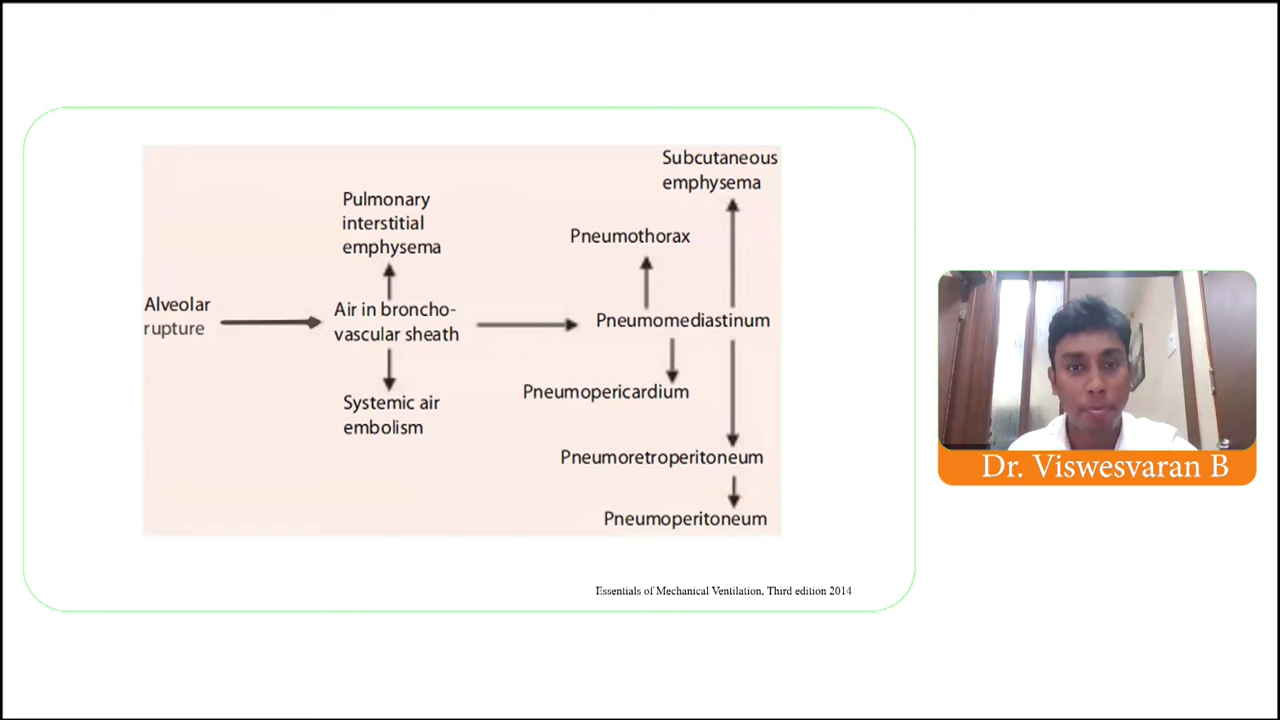 Subcutaneous
emphysema
Pulmonary
interstitial
emphysema
Pneumothorax
Alveolar
rupture
Air in broncho-
vascular sheath
Pneumomediastinum
Systemic air
embolism
Pneumopericardium
Pneumoretroperitoneum
Pneumoperitoneum
Essentials of Mechanical Ventilation, Third edition 2014
Dr. Viswesvaran B